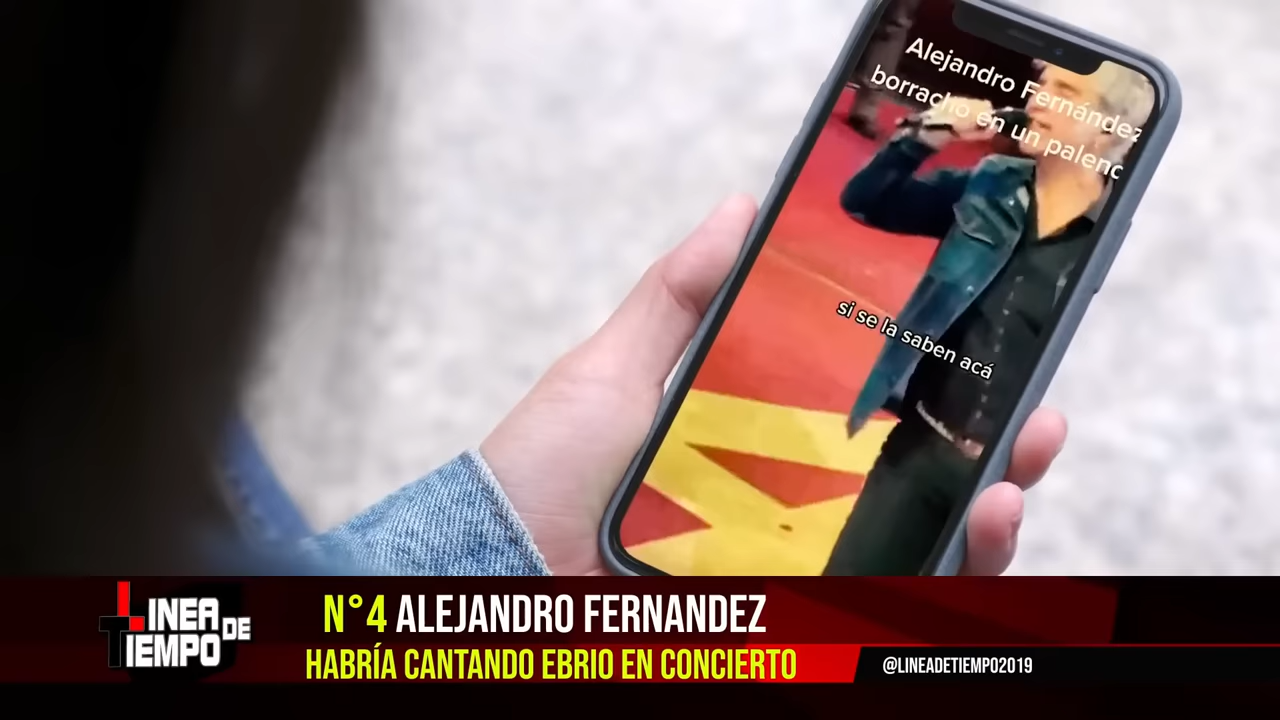 Alejandro Fernández
borracho en un palenc
si se la saben acá
LINEA DE
TIEMPO
N°4 ALEJANDRO FERNANDEZ
HABRÍA CANTANDO EBRIO EN CONCIERTO
@LINEADETIEMPO2019